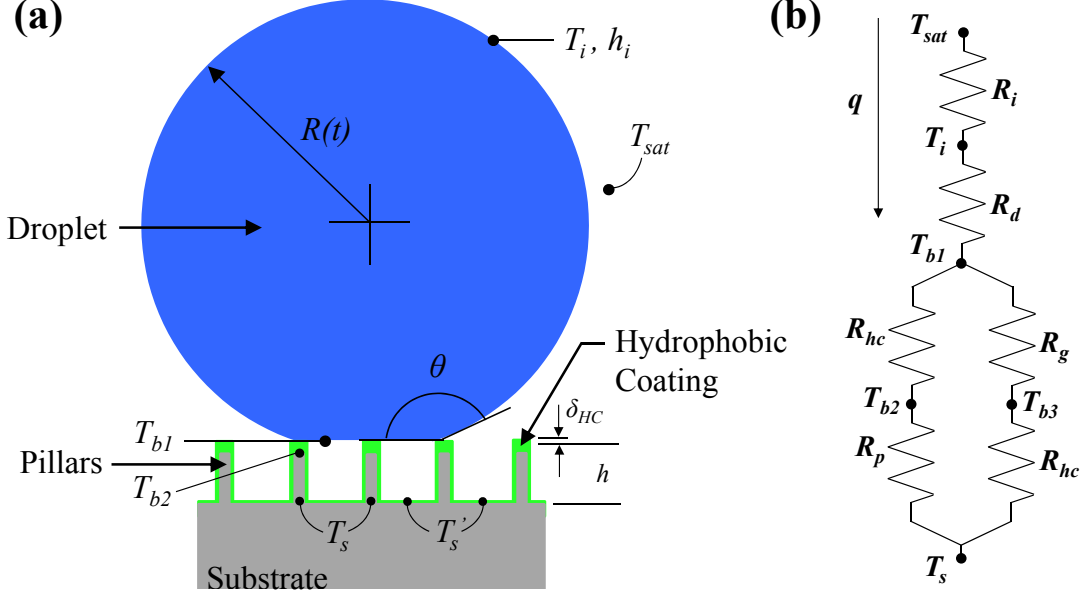 (a)
T_i, h_i
R(t)
T_sat
Droplet
θ
Hydrophobic
Coating
δ_HC
T_b1
Pillars
T_b2
h
T_s
T_s'
Substrate
(b)
T_sat
q
R_i
T_i
R_d
T_b1
R_hc
R_g
T_b2
T_b3
R_p
R_hc
T_s